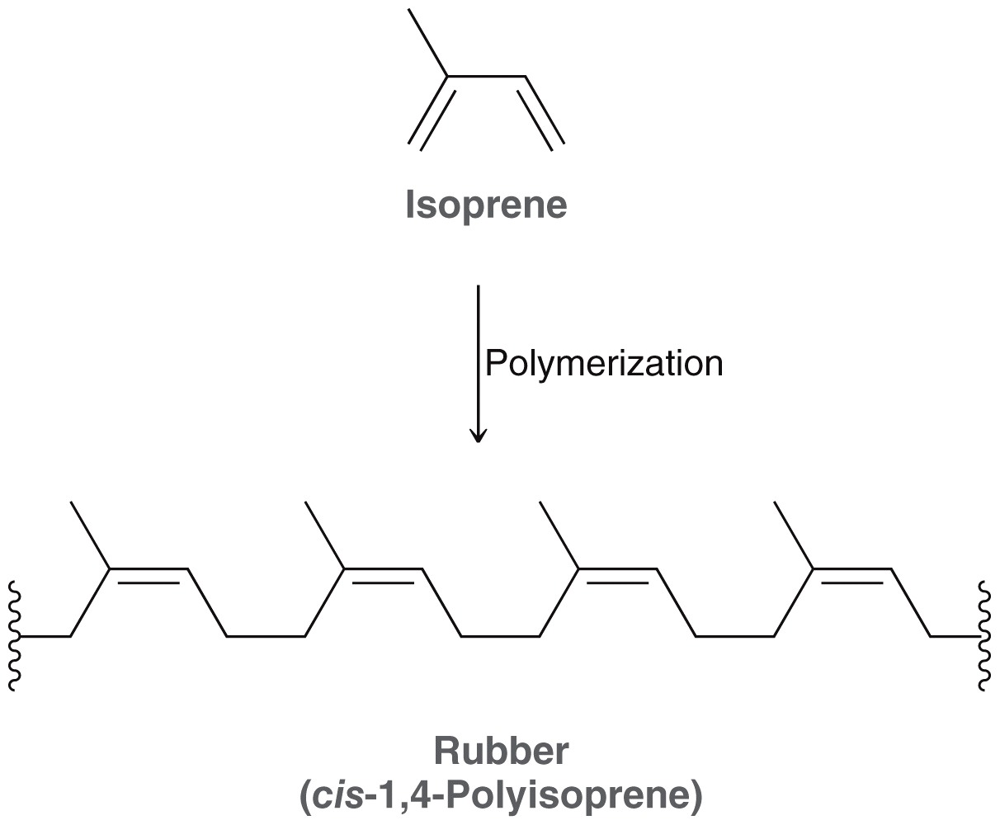 Isoprene
Polymerization
Rubber
(cis-1,4-Polyisoprene)